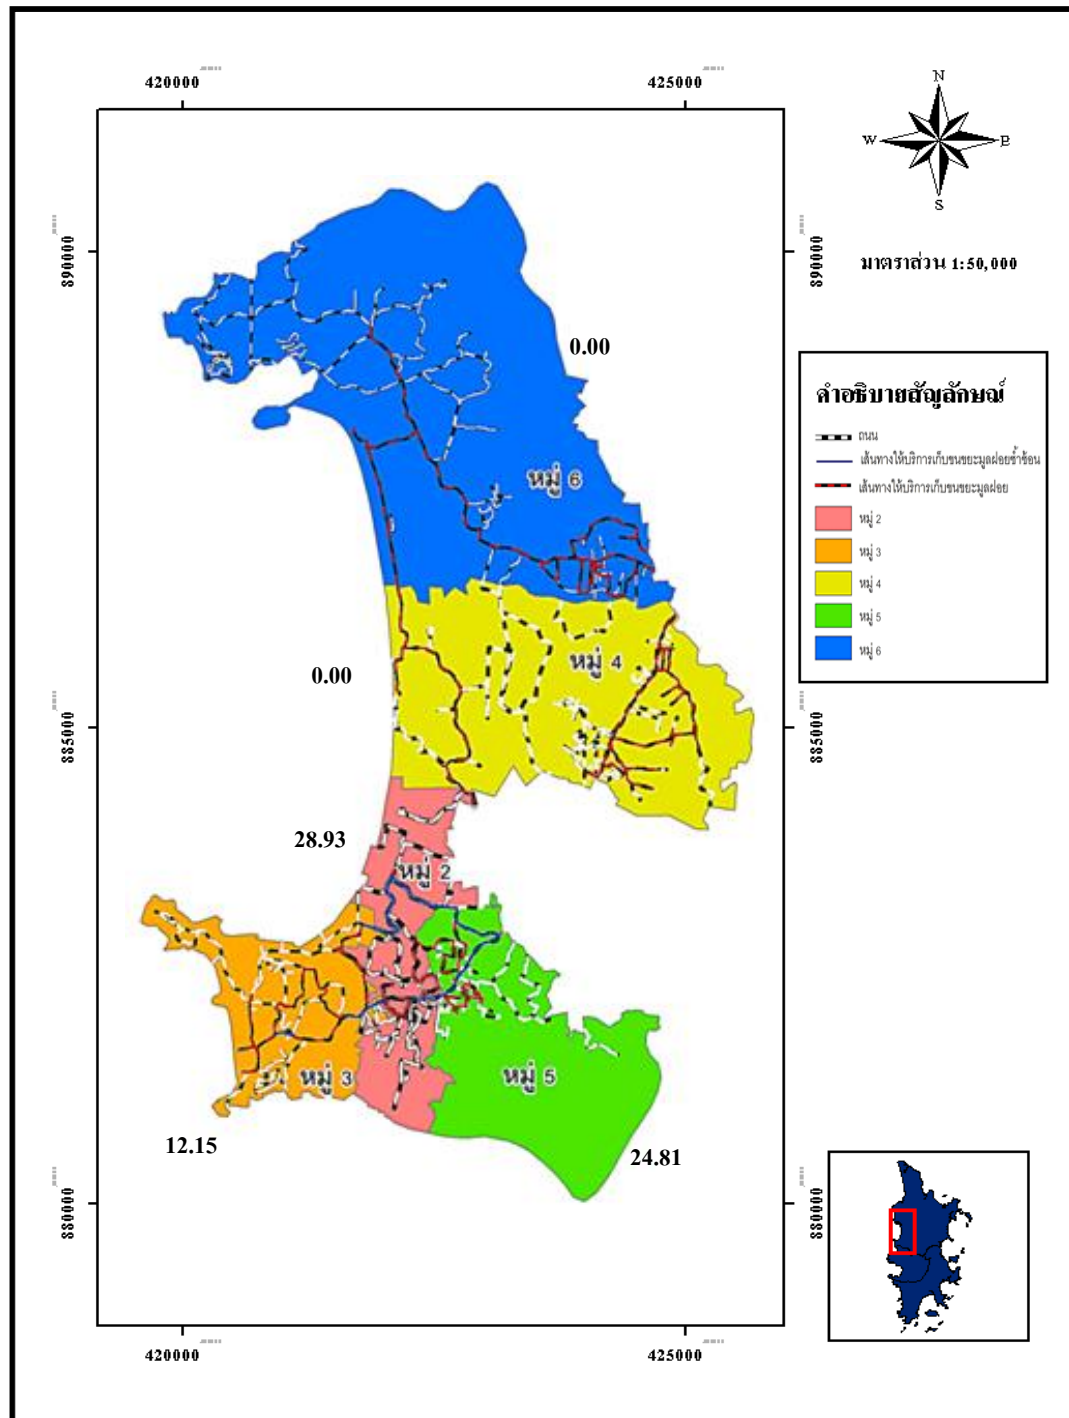 420000
425000
N
W
E
S
890000
890000
มาตราส่วน 1:50,000
0.00
คำอธิบายสัญลักษณ์
ถนน
เส้นทางให้บริการเก็บขนขยะมูลฝอยซ้ำซ้อน
เส้นทางให้บริการเก็บขนขยะมูลฝอย
หมู่ 2
หมู่ 3
หมู่ 4
หมู่ 5
หมู่ 6
หมู่ 6
หมู่ 4
0.00
885000
885000
28.93
หมู่ 2
หมู่ 3
หมู่ 5
12.15
24.81
880000
880000
420000
425000